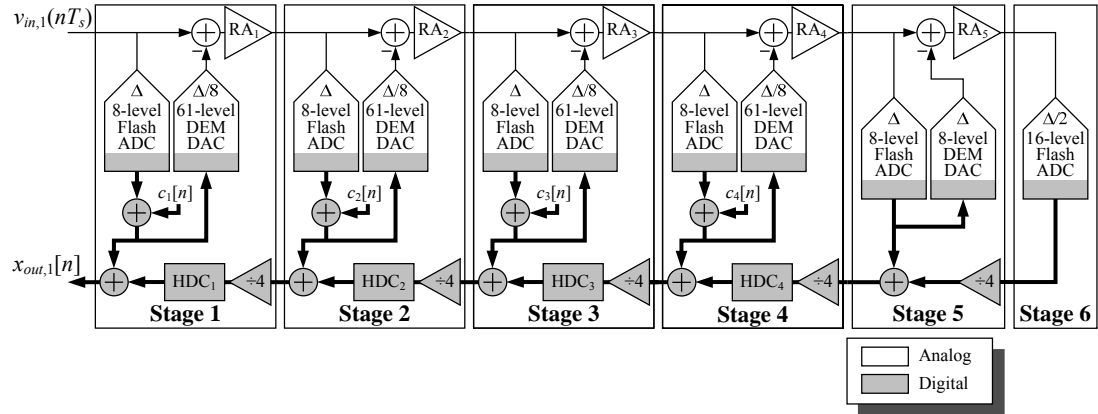 v_in,1(nT_s)
RA1
Δ
8-level
Flash
ADC
Δ/8
61-level
DEM
DAC
c1[n]
HDC1
÷4
Stage 1
RA2
Δ
8-level
Flash
ADC
Δ/8
61-level
DEM
DAC
c2[n]
HDC2
÷4
Stage 2
RA3
Δ
8-level
Flash
ADC
Δ/8
61-level
DEM
DAC
c3[n]
HDC3
÷4
Stage 3
RA4
Δ
8-level
Flash
ADC
Δ/8
61-level
DEM
DAC
c4[n]
HDC4
÷4
Stage 4
RA5
Δ
8-level
Flash
ADC
Δ
8-level
DEM
DAC
÷4
Stage 5
Δ/2
16-level
Flash
ADC
Stage 6
x_out,1[n]
Analog
Digital